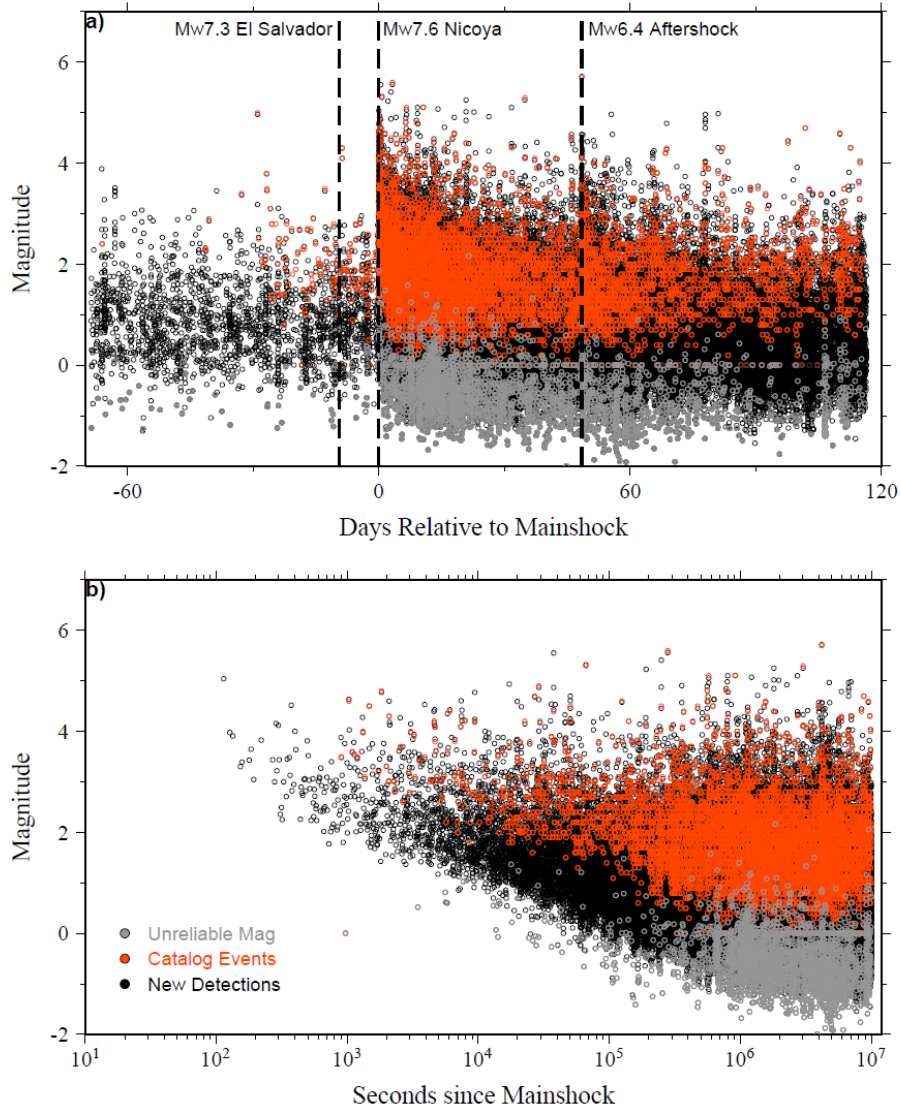 a)
Mw7.3 El Salvador
Mw7.6 Nicoya
Mw6.4 Aftershock
6
4
2
0
-2
Magnitude
-60
0
60
120
Days Relative to Mainshock
b)
6
4
2
0
-2
Magnitude
Unreliable Mag
Catalog Events
New Detections
10¹
10²
10³
10⁴
10⁵
10⁶
10⁷
Seconds since Mainshock